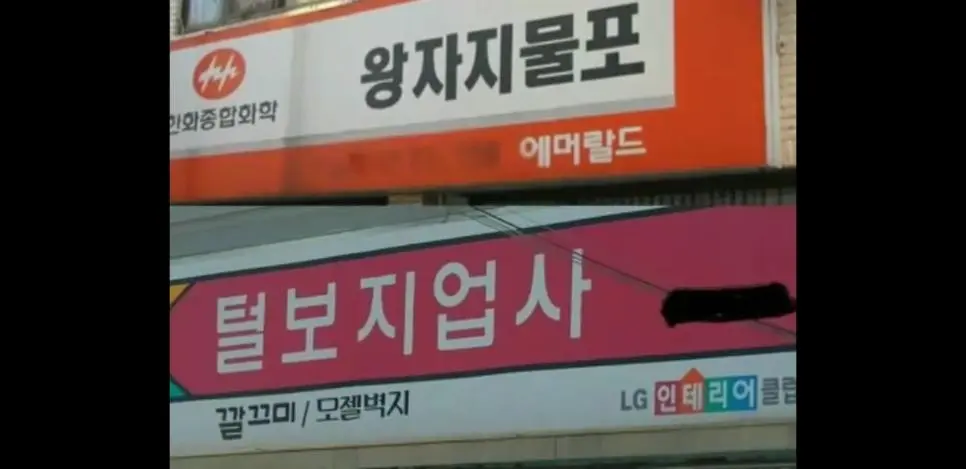 왕자지물포
한화종합화학
에머랄드
털보지업사
깔끄미/모젤벽지
LG 인테리어클럽